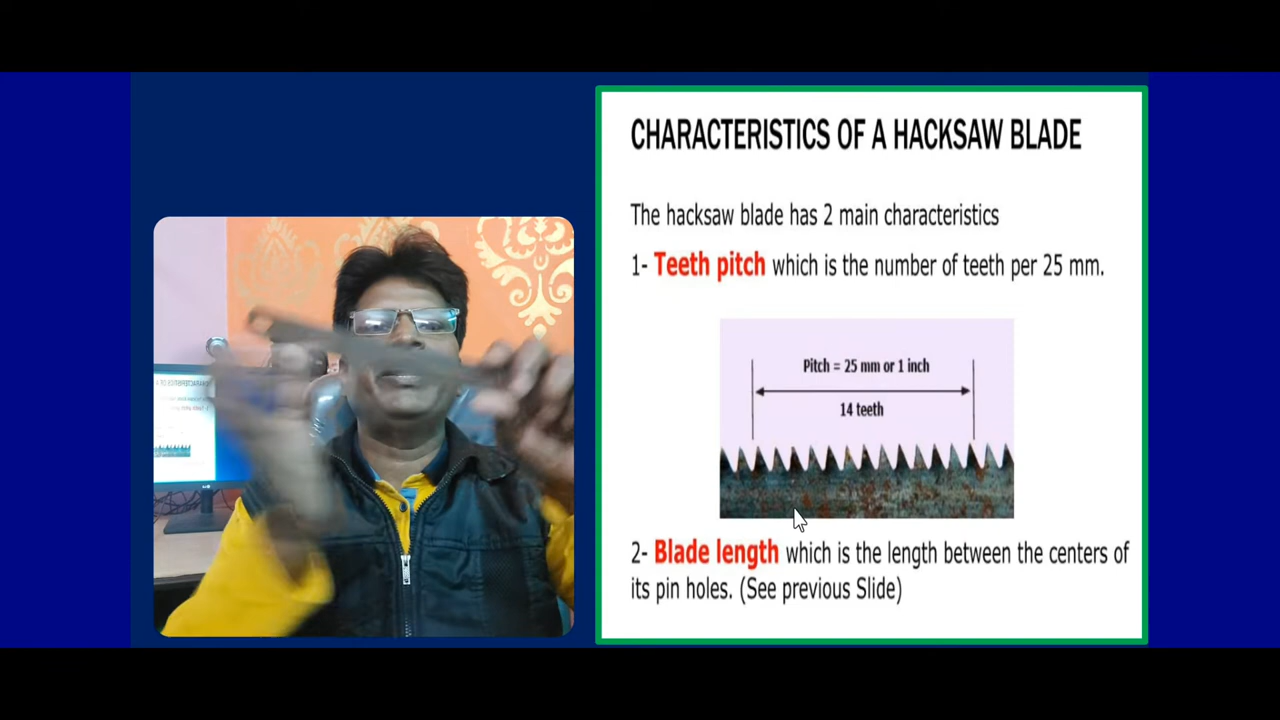 CHARACTERISTICS OF A HACKSAW BLADE
The hacksaw blade has 2 main characteristics
1- Teeth pitch which is the number of teeth per 25 mm.
Pitch = 25 mm or 1 inch
14 teeth
2- Blade length which is the length between the centers of
its pin holes. (See previous Slide)